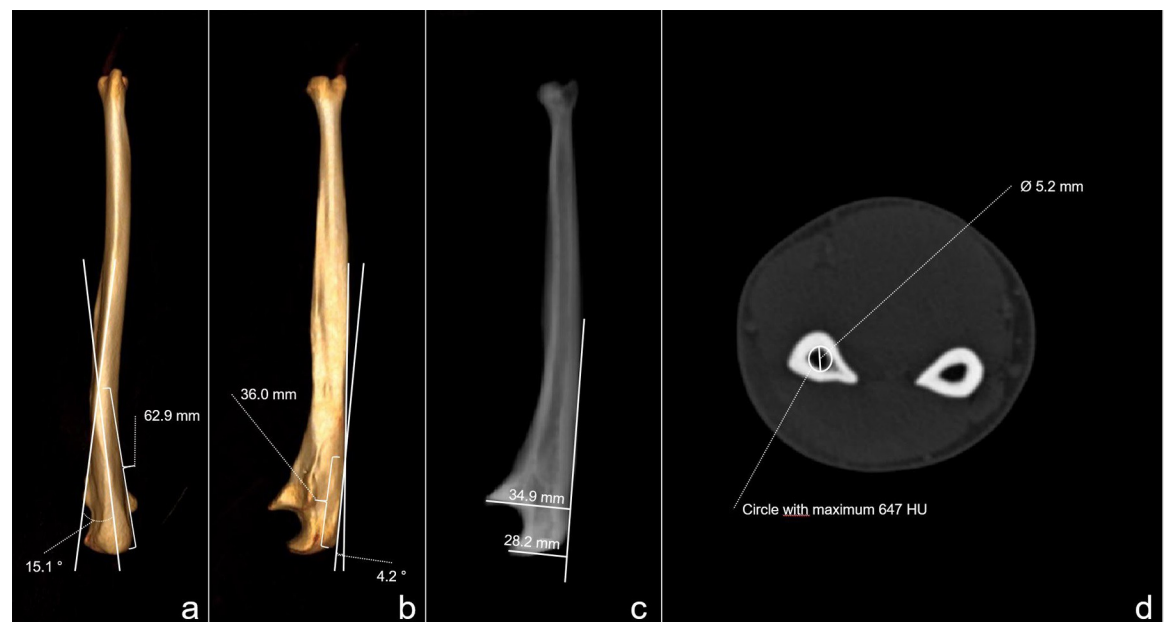 62.9 mm
15.1 °
a
36.0 mm
4.2 °
b
34.9 mm
28.2 mm
c
Ø 5.2 mm
Circle with maximum 647 HU
d